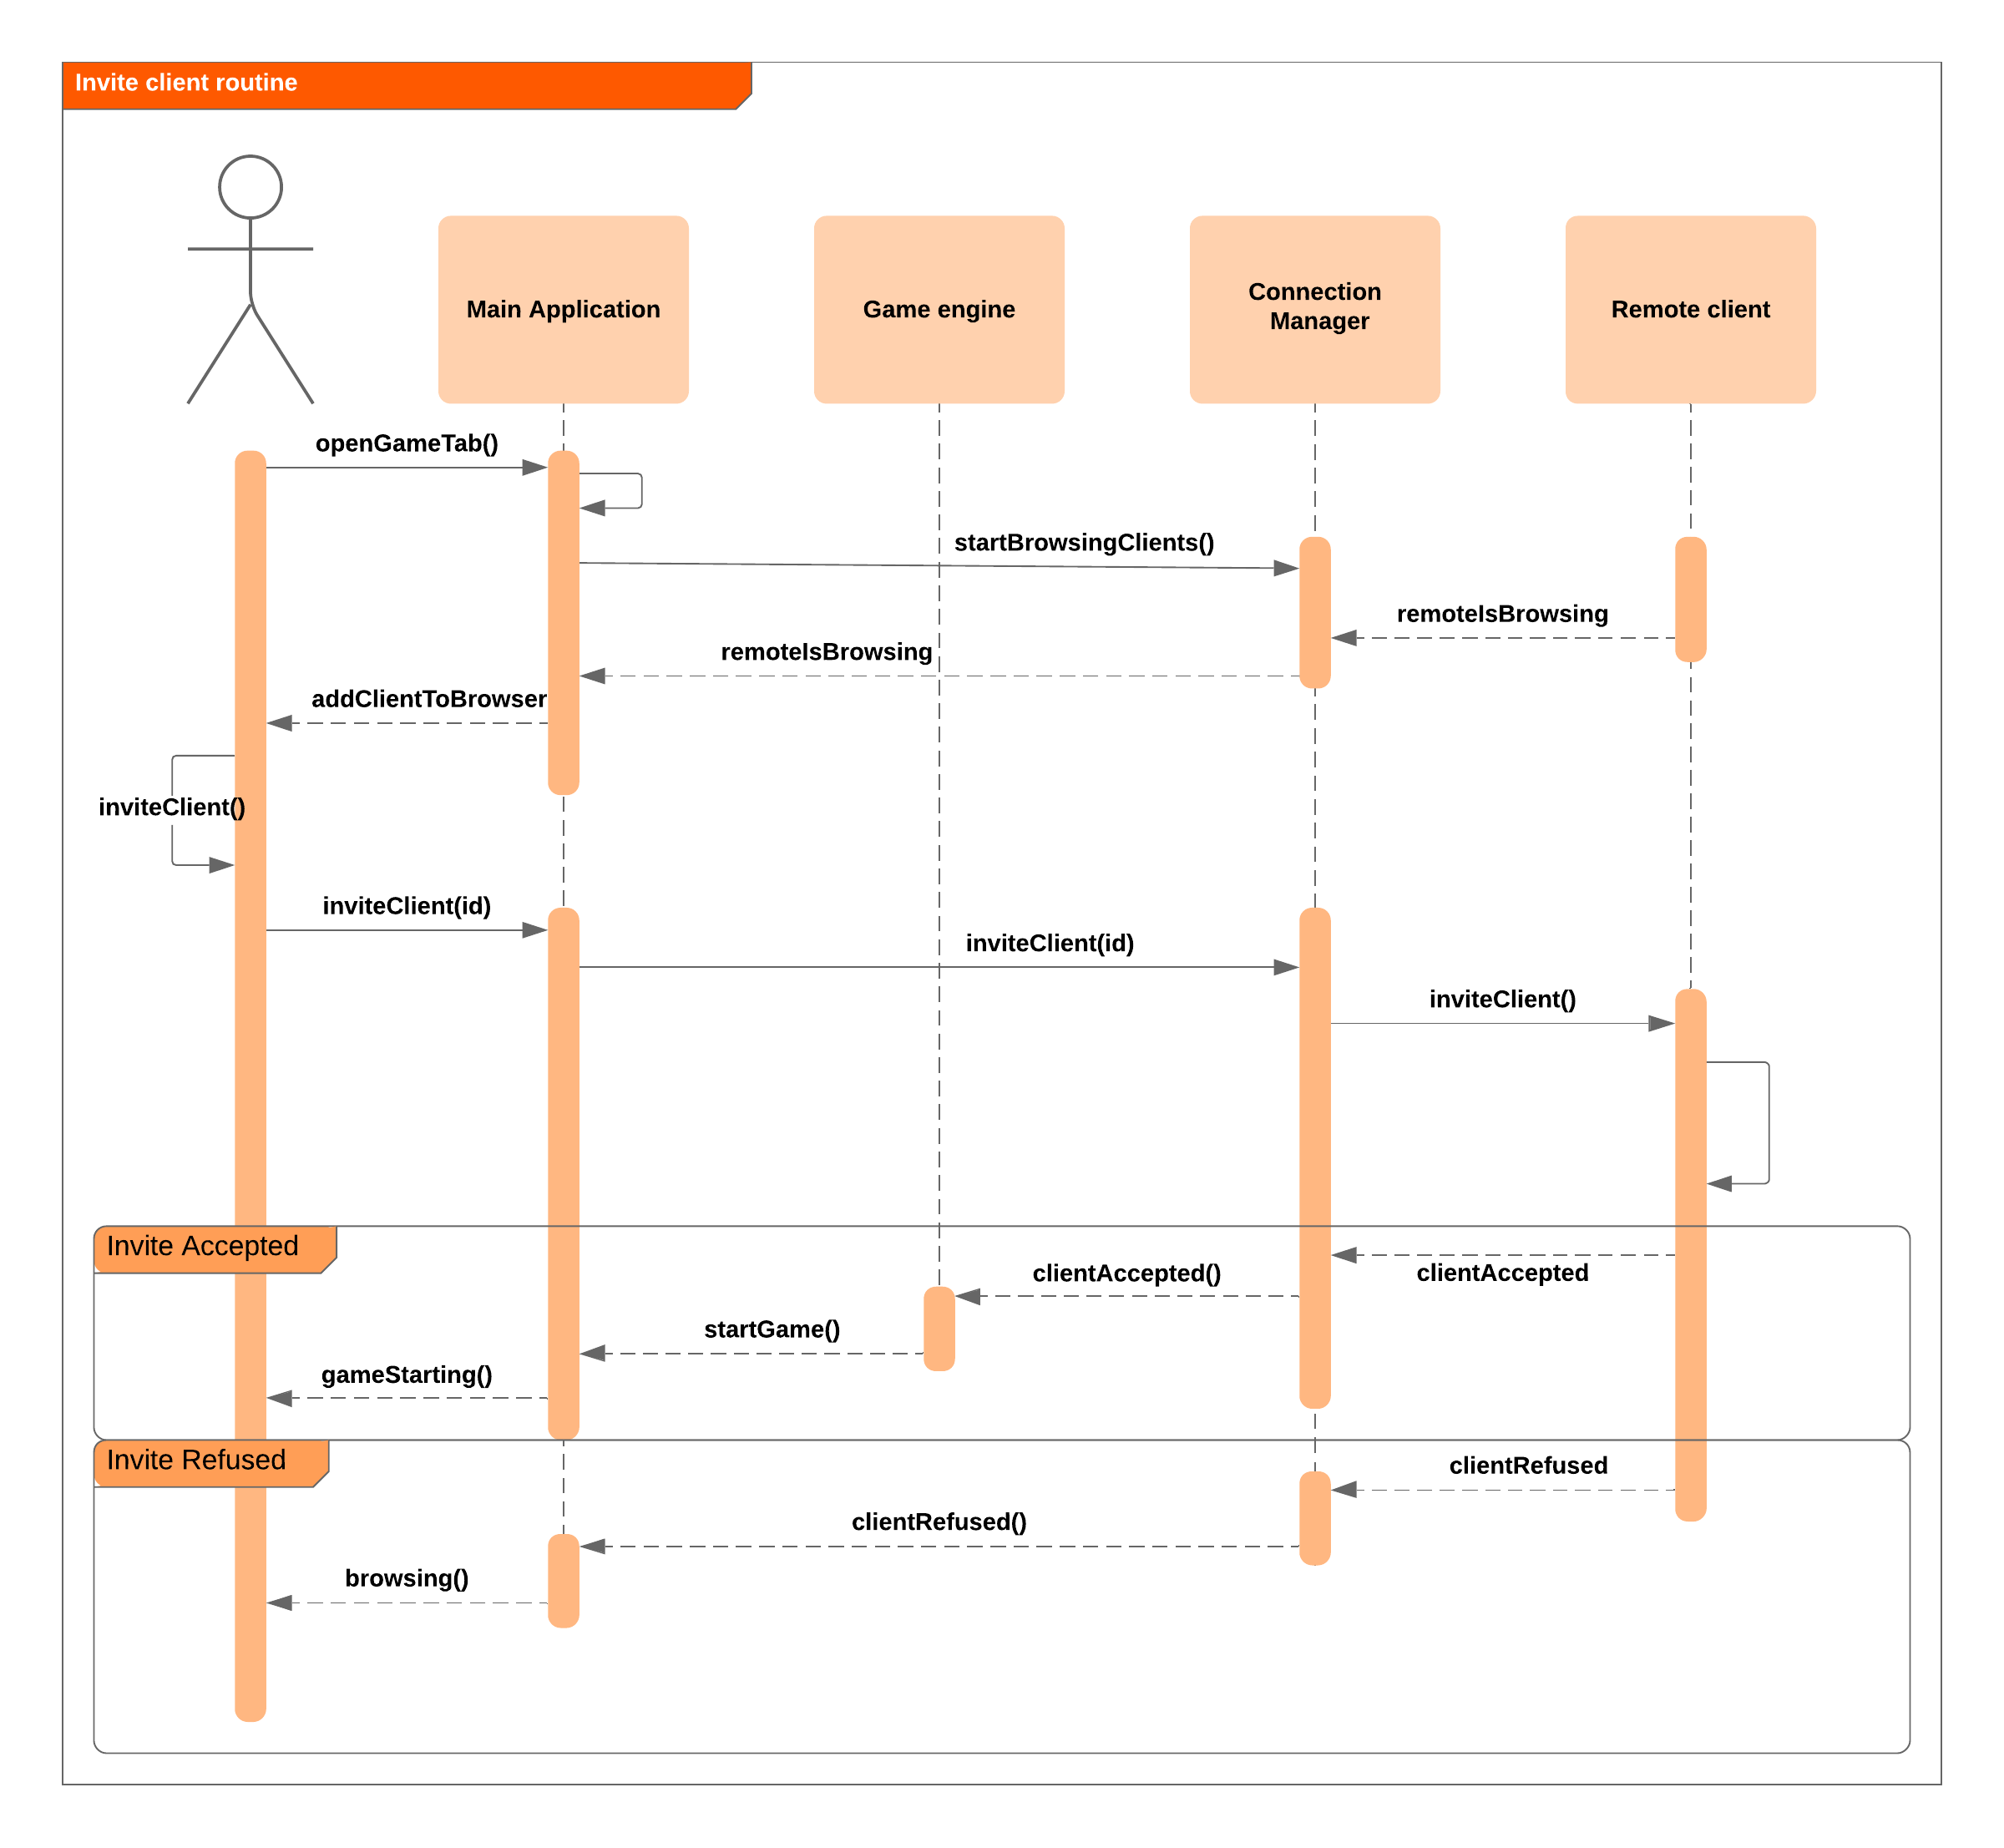 Invite client routine
Main Application
Game engine
Connection
Manager
Remote client
openGameTab()
startBrowsingClients()
remoteIsBrowsing
remoteIsBrowsing
addClientToBrowser
inviteClient()
inviteClient(id)
inviteClient(id)
inviteClient()
Invite Accepted
clientAccepted
clientAccepted()
startGame()
gameStarting()
Invite Refused
clientRefused
clientRefused()
browsing()